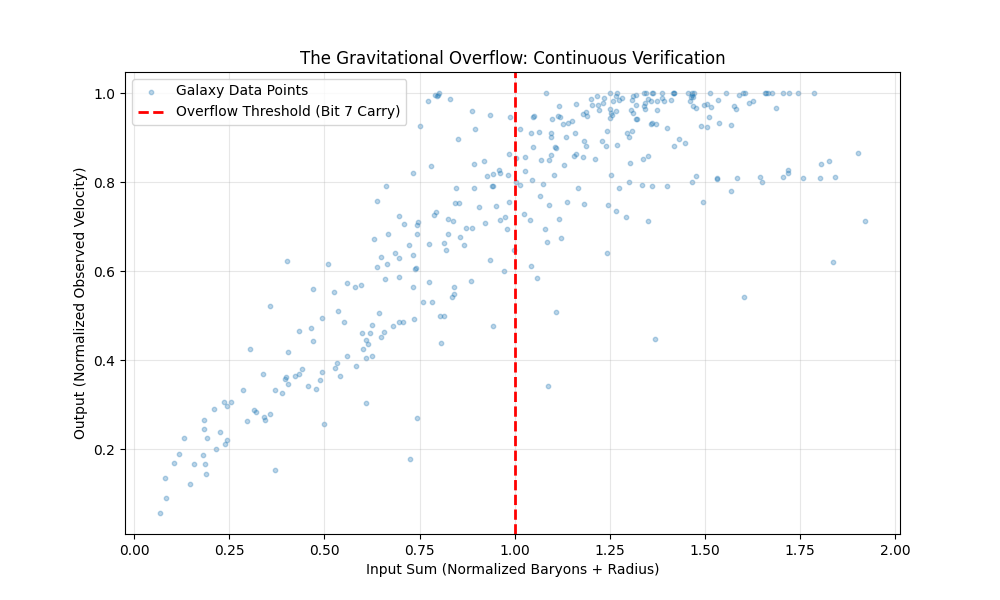 The Gravitational Overflow: Continuous Verification
Galaxy Data Points
Overflow Threshold (Bit 7 Carry)
Output (Normalized Observed Velocity)
1.0
0.8
0.6
0.4
0.2
0.00 0.25 0.50 0.75 1.00 1.25 1.50 1.75 2.00
Input Sum (Normalized Baryons + Radius)